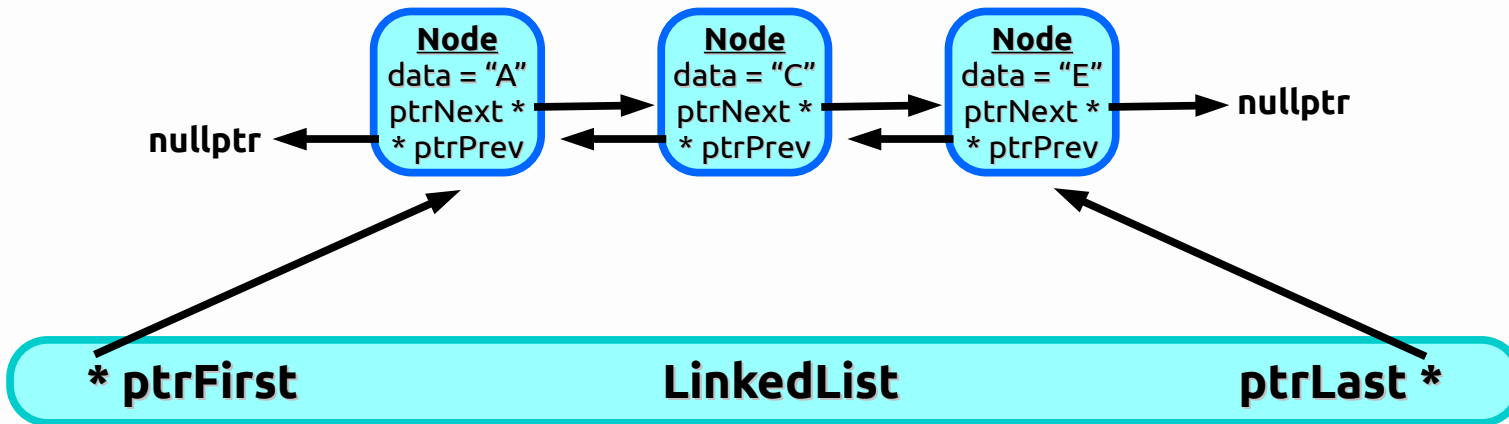 Node
data = “A”
ptrNext *
* ptrPrev
Node
data = “C”
ptrNext *
* ptrPrev
Node
data = “E”
ptrNext *
* ptrPrev
nullptr
nullptr
* ptrFirst
LinkedList
ptrLast *